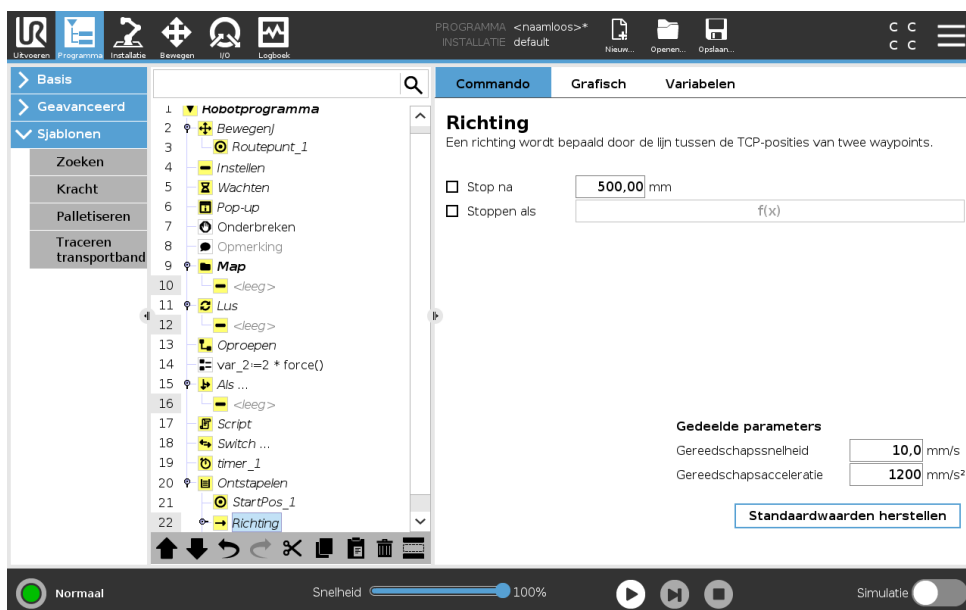 UR
Uitvoeren
Programma
Installatie
Bewegen
I/O
Logboek
PROGRAMMA <naamloos>*
INSTALLATIE default
Nieuw...
Openen...
Opslaan...
C C
C C
Basis
Geavanceerd
Sjablonen
Zoeken
Kracht
Palletiseren
Traceren
transportband
1 Robotprogramma
2 BewegenJ
3 Routepunt_1
4 Instellen
5 Wachten
6 Pop-up
7 Onderbreken
8 Opmerking
9 Map
10 <leeg>
11 Lus
12 <leeg>
13 Oproepen
14 var_2:=2 * force()
15 Als ...
16 <leeg>
17 Script
18 Switch ...
19 timer_1
20 Ontstapelen
21 StartPos_1
22 Richting
Commando Grafisch Variabelen
Richting
Een richting wordt bepaald door de lijn tussen de TCP-posities van twee waypoints.
Stop na 500,00 mm
Stoppen als f(x)
Gedeelde parameters
Gereedschapssnelheid 10,0 mm/s
Gereedschapsacceleratie 1200 mm/s²
Standaardwaarden herstellen
Normaal
Snelheid 100%
Simulatie